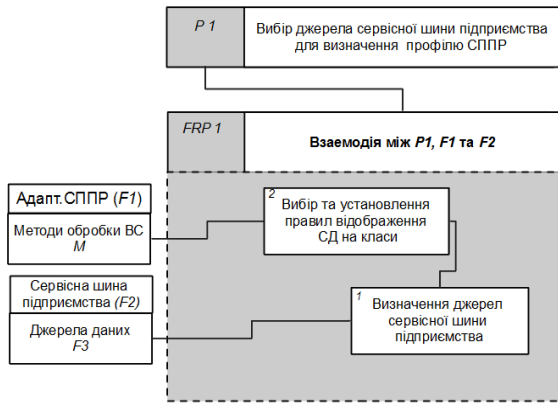 P 1
Вибір джерела сервісної шини підприємства
для визначення профілю СППР
FRP 1
Взаємодія між P1, F1 та F2
Адапт.СППР (F1)
Методи обробки ВС
М
2
Вибір та установлення
правил відображення
СД на класи
Сервісна шина
підприємства (F2)
Джерела даних
F3
1
Визначення джерел
сервісної шини
підприємства